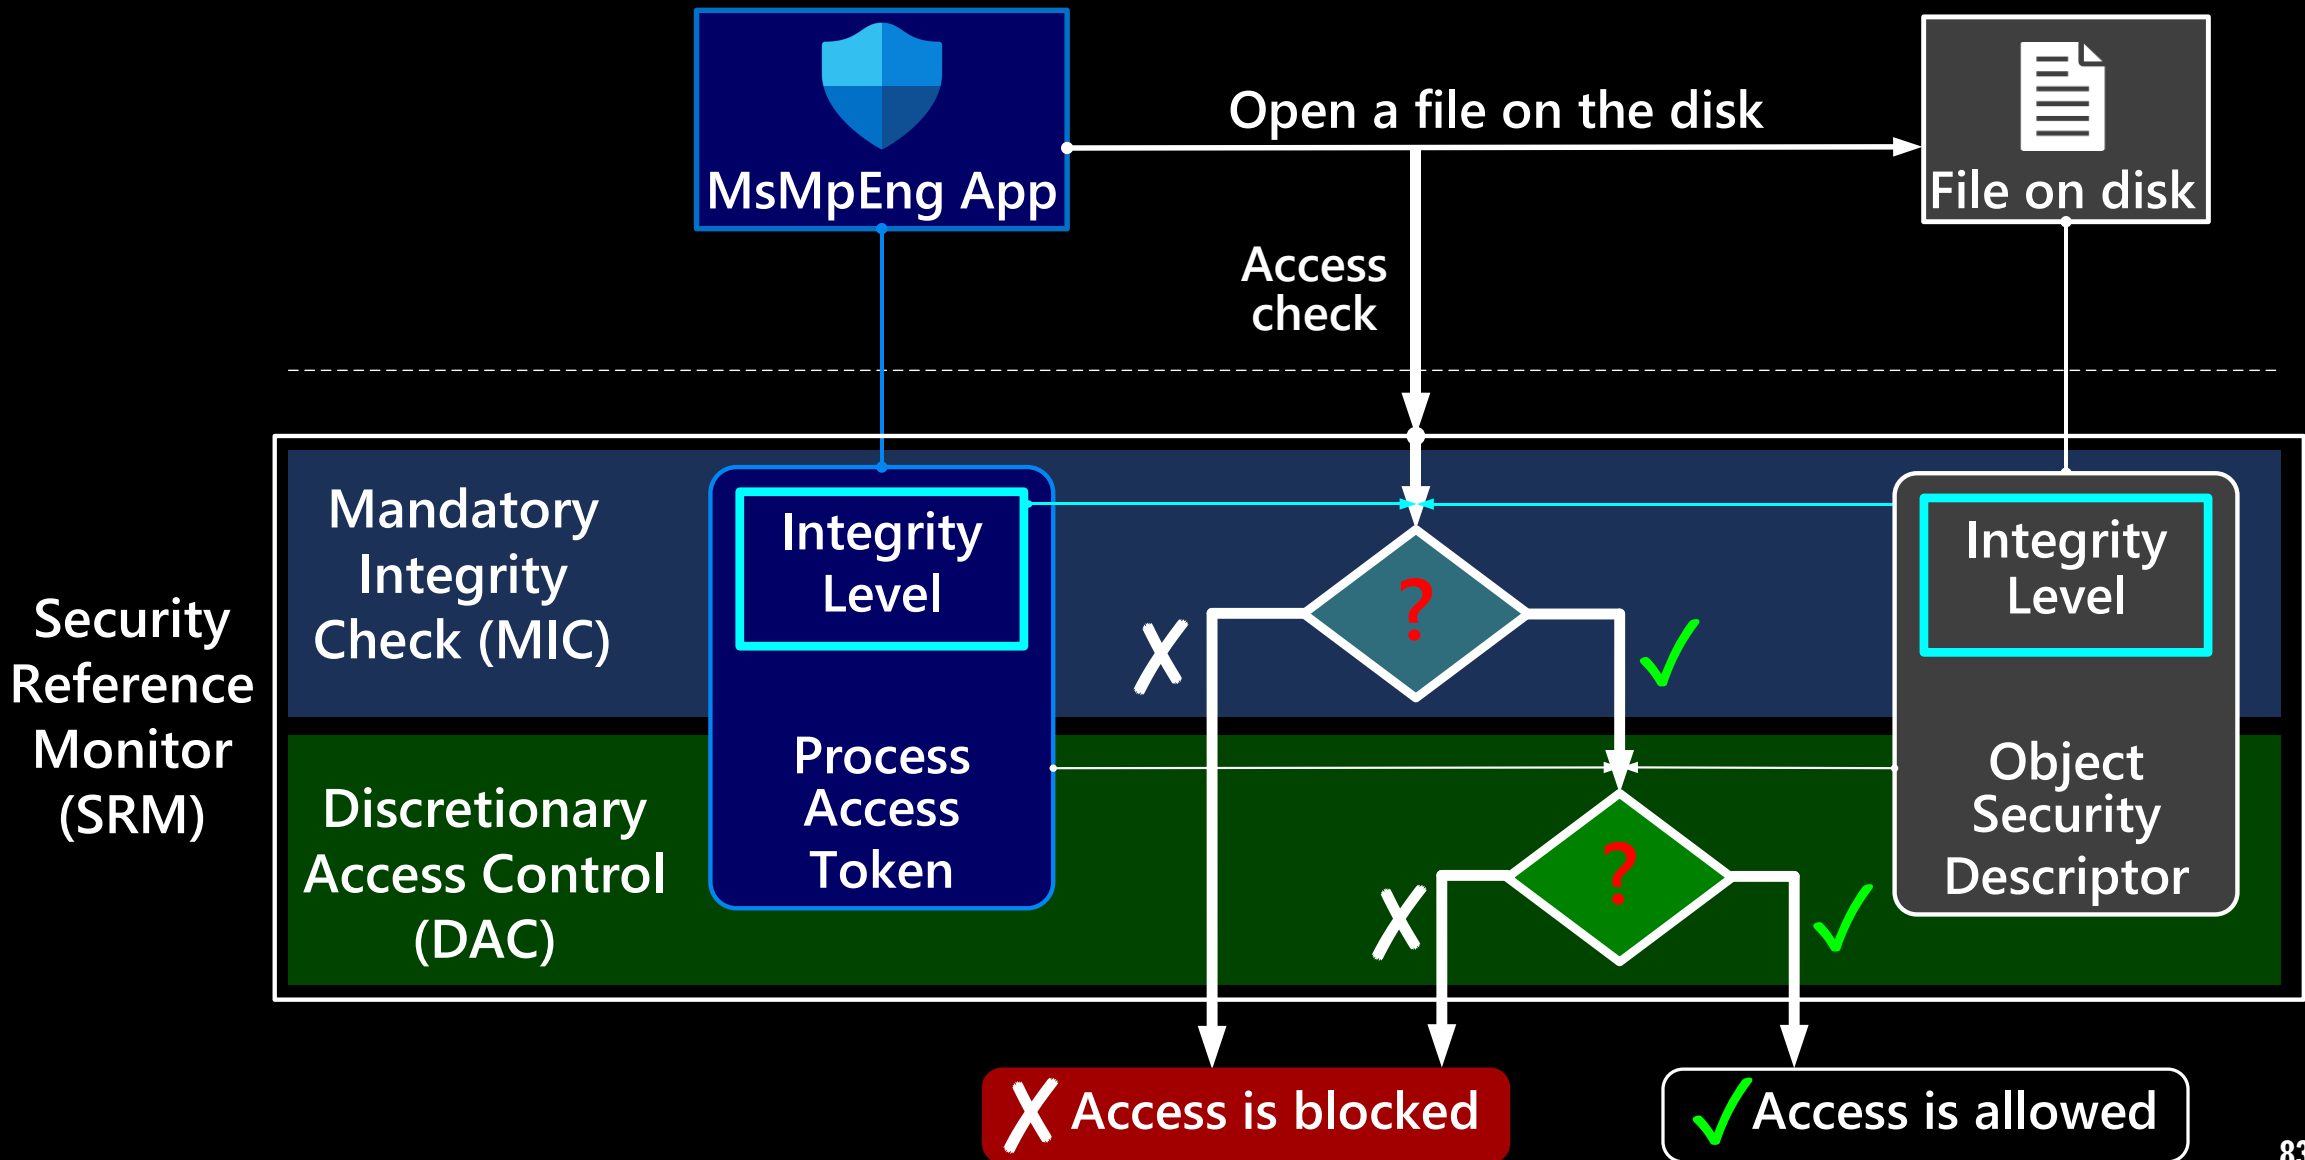 MsMpEng App
Open a file on the disk
File on disk
Access
check
Security
Reference
Monitor
(SRM)
Mandatory
Integrity
Check (MIC)
Integrity
Level
?
Integrity
Level
Discretionary
Access Control
(DAC)
Process
Access
Token
?
Object
Security
Descriptor
Access is blocked
Access is allowed
83